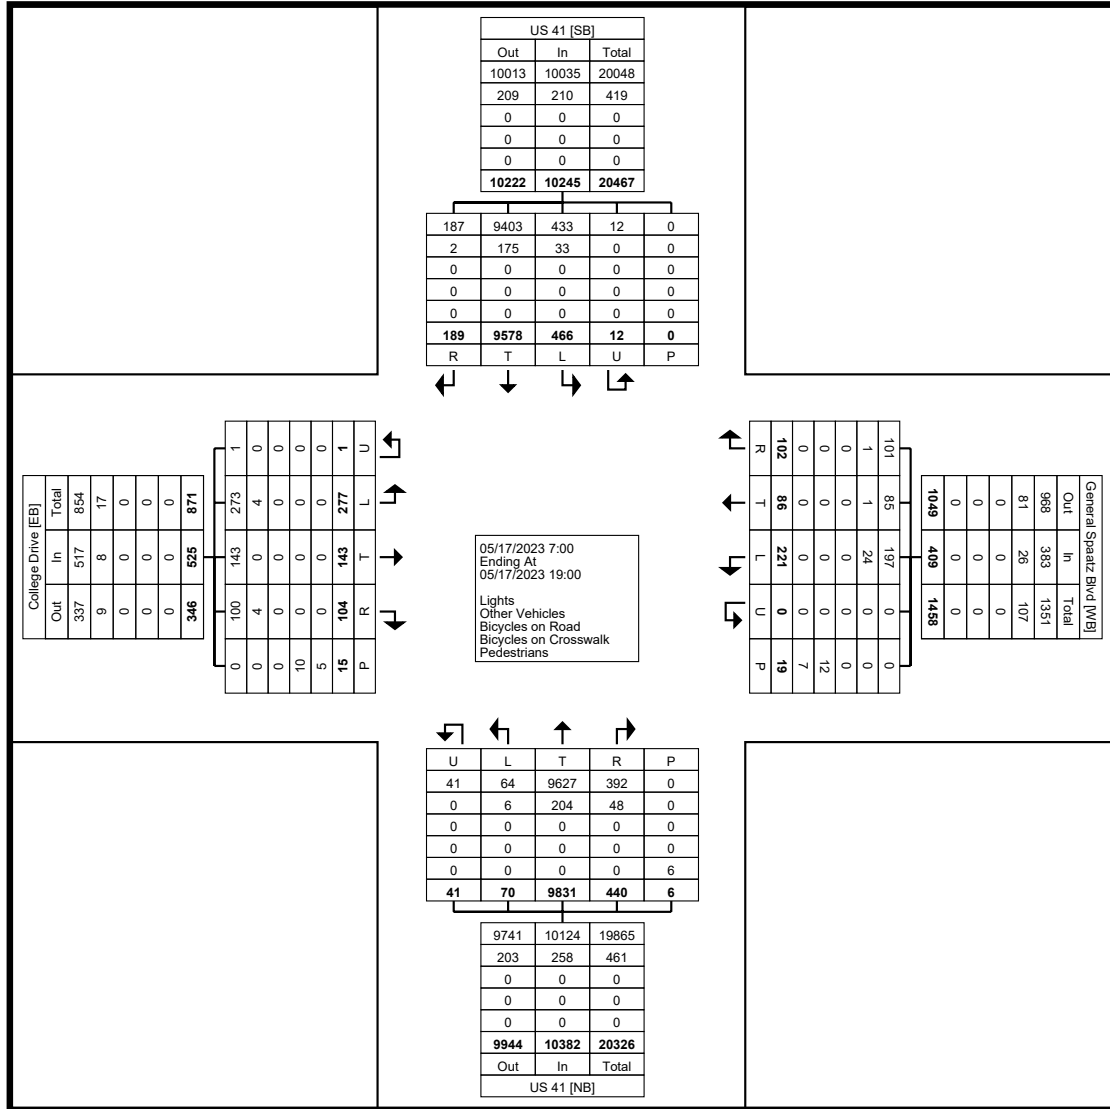 US 41 [SB]
Out In Total
10013 10035 20048
209 210 419
0 0 0
0 0 0
0 0 0
10222 10245 20467
187 9403 433 12 0
2 175 33 0 0
0 0 0 0 0
0 0 0 0 0
0 0 0 0 0
189 9578 466 12 0
R T L U P
College Drive [EB]
Total In Out
854 517 337
17 8 9
0 0 0
0 0 0
0 0 0
871 525 346
1 273 143 100 0
0 4 0 4 0
0 0 0 0 0
0 0 0 0 10
0 0 0 0 5
1 277 143 104 15
U L T R P
05/17/2023 7:00
Ending At
05/17/2023 19:00
Lights
Other Vehicles
Bicycles on Road
Bicycles on Crosswalk
Pedestrians
General Spaatz Blvd [WB]
Out In Total
968 383 1351
81 26 107
0 0 0
0 0 0
0 0 0
1049 409 1458
101 85 197 0 0
1 1 24 0 0
0 0 0 0 0
0 0 0 0 12
0 0 0 0 7
102 86 221 0 19
R T L U P
U L T R P
41 64 9627 392 0
0 6 204 48 0
0 0 0 0 0
0 0 0 0 0
0 0 0 0 6
41 70 9831 440 6
9741 10124 19865
203 258 461
0 0 0
0 0 0
0 0 0
9944 10382 20326
Out In Total
US 41 [NB]